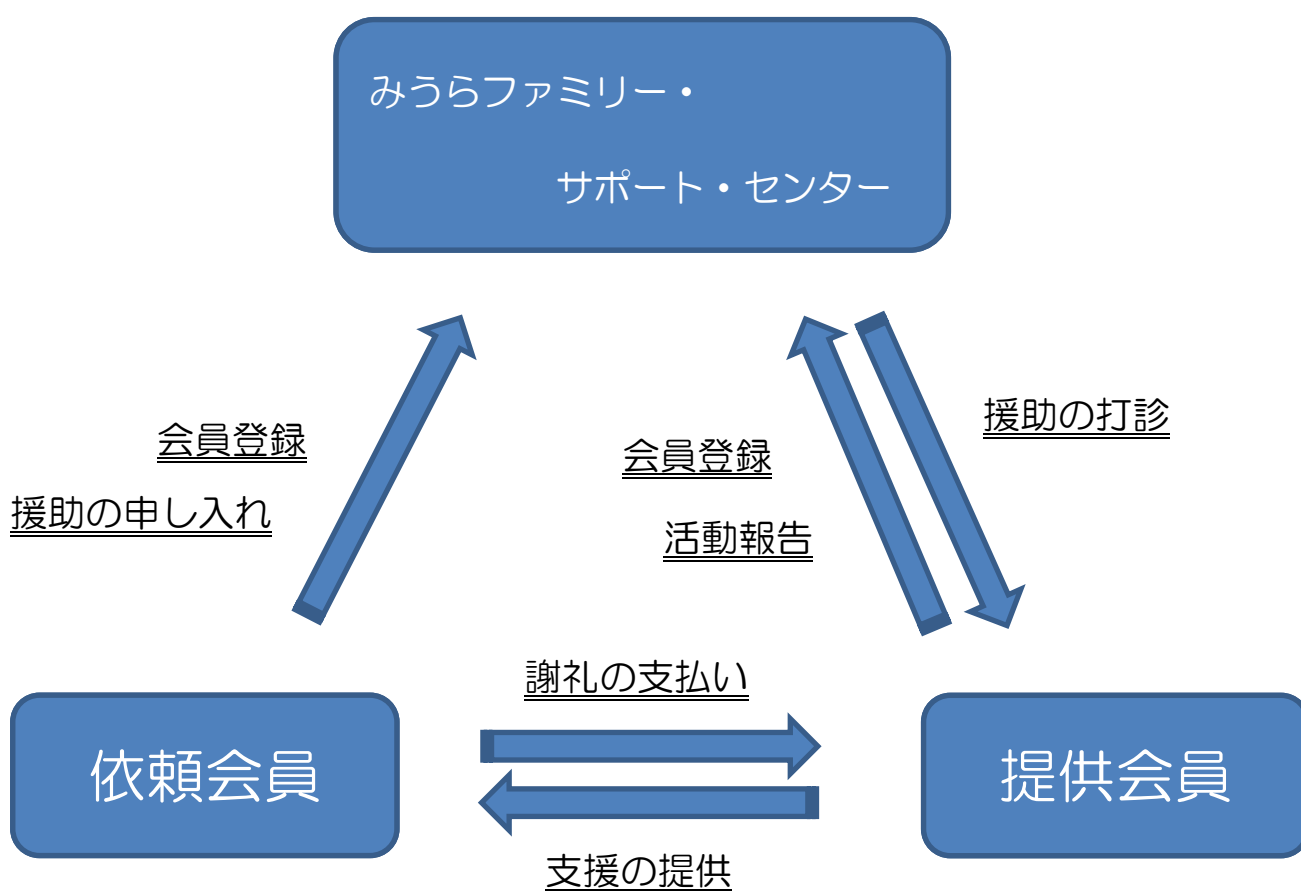 みうらファミリー・
サポート・センター
会員登録
援助の申し入れ
会員登録
活動報告
援助の打診
謝礼の支払い
依頼会員
提供会員
支援の提供